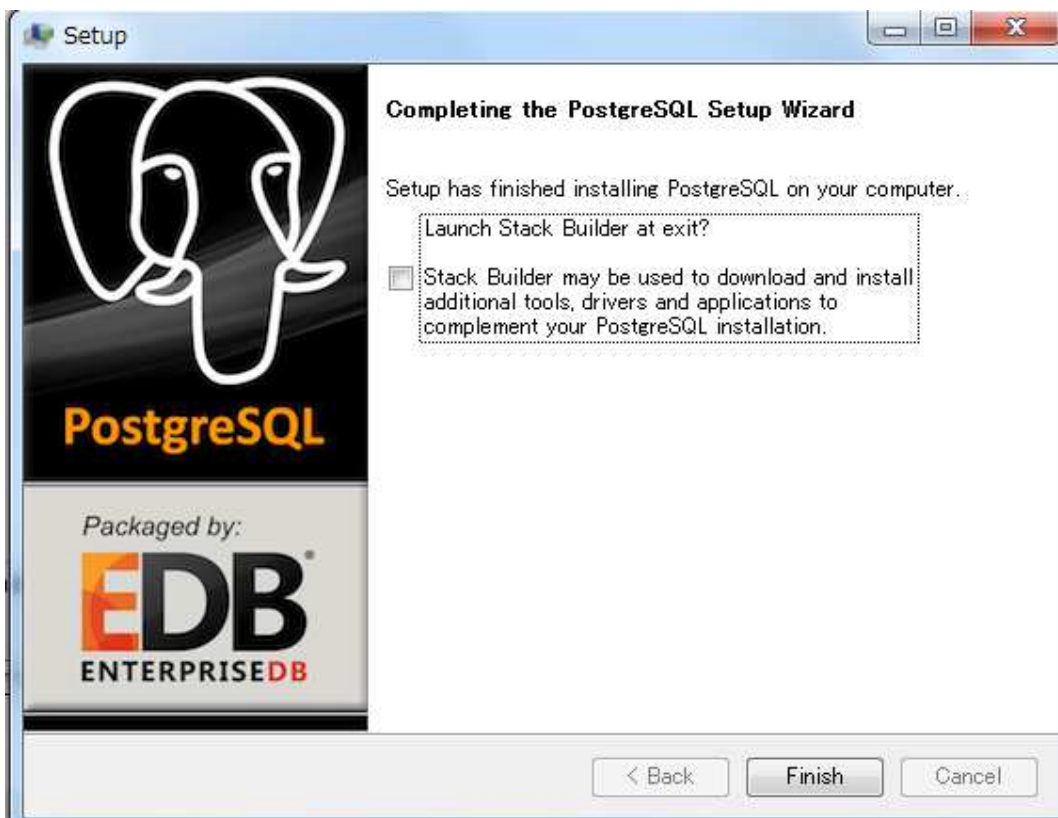 Setup
Completing the PostgreSQL Setup Wizard
Setup has finished installing PostgreSQL on your computer.
Launch Stack Builder at exit?
Stack Builder may be used to download and install
additional tools, drivers and applications to
complement your PostgreSQL installation.
PostgreSQL
Packaged by:
EDB®
ENTERPRISEDB
< Back
Finish
Cancel